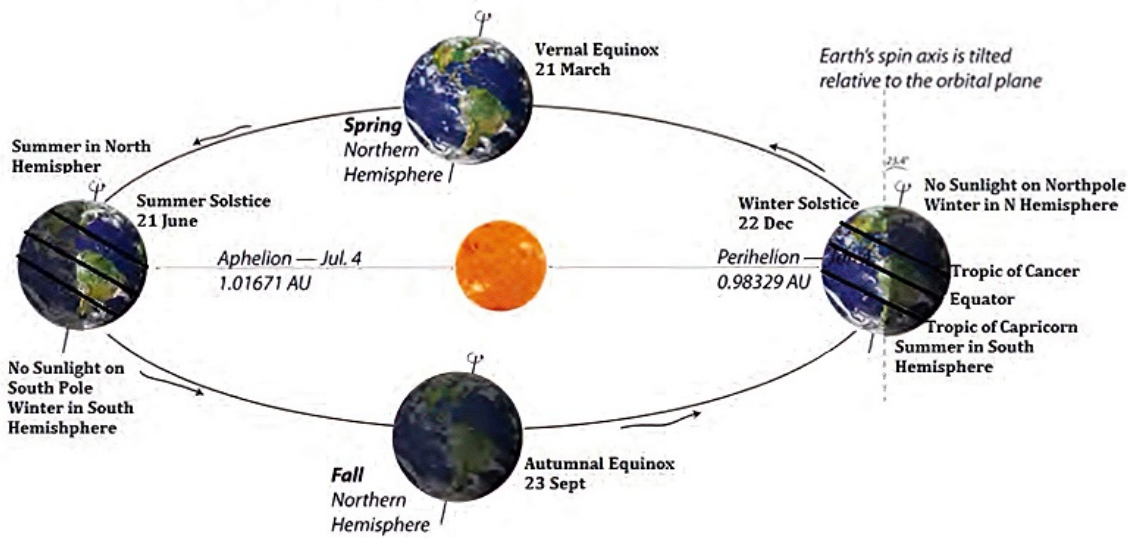 Vernal Equinox
21 March
Earth's spin axis is tilted
relative to the orbital plane
Spring
Northern
Hemisphere
Summer in North
Hemispher
Summer Solstice
21 June
Winter Solstice
22 Dec
23.4°
No Sunlight on Northpole
Winter in N Hemisphere
Aphelion — Jul. 4
1.01671 AU
Perihelion —
0.98329 AU
Tropic of Cancer
Equator
Tropic of Capricorn
Summer in South
Hemisphere
No Sunlight on
South Pole
Winter in South
Hemishphere
Autumnal Equinox
23 Sept
Fall
Northern
Hemisphere